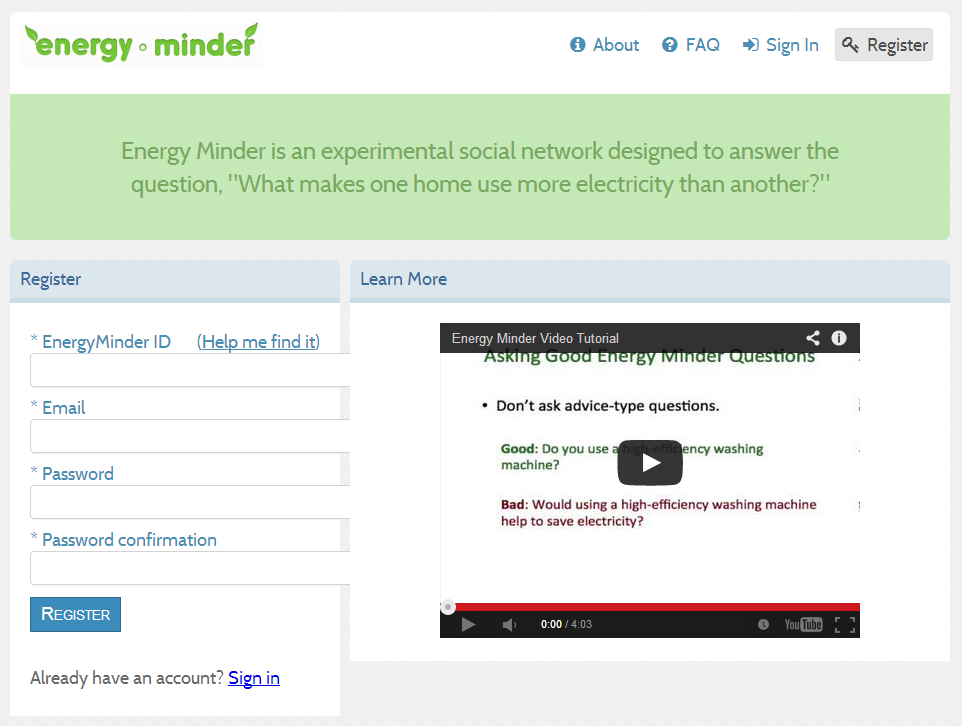 energy minder
About
FAQ
Sign In
Register
Energy Minder is an experimental social network designed to answer the
question, "What makes one home use more electricity than another?"
Register
* EnergyMinder ID (Help me find it)
* Email
* Password
* Password confirmation
REGISTER
Already have an account? Sign in
Learn More
Energy Minder Video Tutorial
Asking Good Energy Minder Questions
• Don't ask advice-type questions.
Good: Do you use a high-efficiency washing
machine?
Bad: Would using a high-efficiency washing machine
help to save electricity?
0:00 / 4:03
YouTube